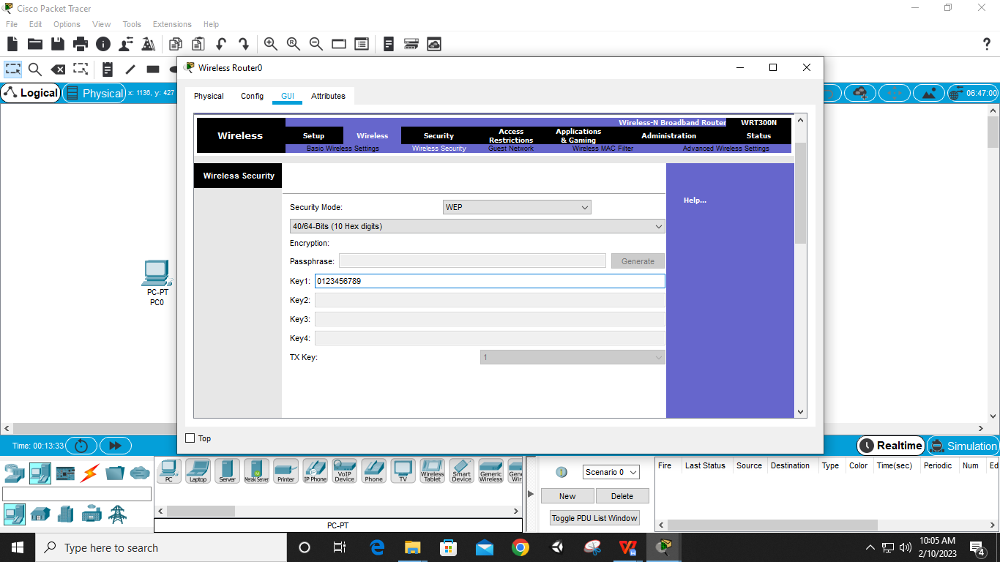 Cisco Packet Tracer
File Edit Options View Tools Extensions Help
Wireless Router0
Logical
Physical
x: 1136, y: 427
06:47:00
Physical Config GUI Attributes
Wireless-N Broadband Router WRT300N
Wireless
Setup Wireless Security Access Restrictions Applications & Gaming Administration Status
Basic Wireless Settings Wireless Security Guest Network Wireless MAC Filter Advanced Wireless Settings
Wireless Security
Help...
Security Mode: WEP
40/64-Bits (10 Hex digits)
Encryption:
Passphrase: Generate
Key1: 0123456789
Key2:
Key3:
Key4:
TX Key: 1
PC-PT
PC0
Top
Time: 00:13:33
Realtime
Simulation
PC Laptop Server Meraki Server Printer IP Phone VoIP Device Phone TV Wireless Tablet Smart Device Generic Wireless Gene Wir
PC-PT
1
Scenario 0
New Delete
Toggle PDU List Window
Fire Last Status Source Destination Type Color Time(sec) Periodic Num Ed
Type here to search
10:05 AM
2/10/2023
4